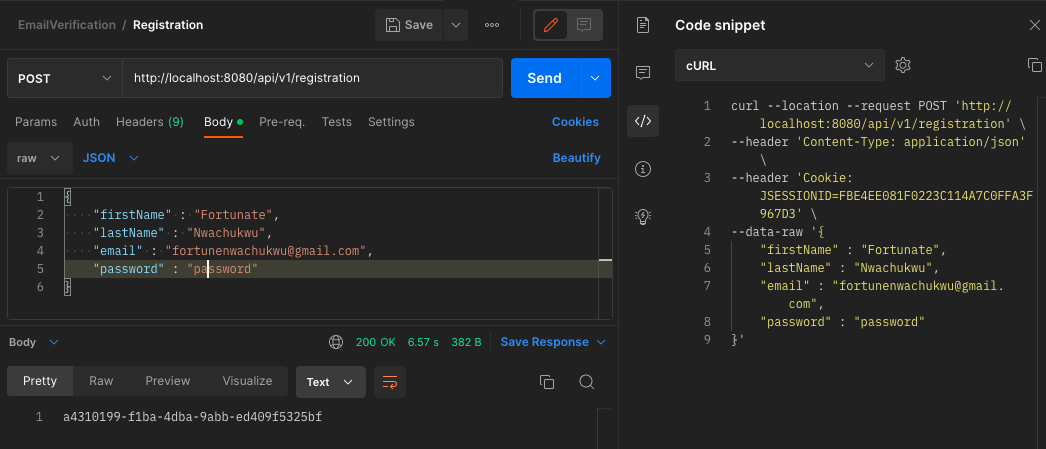 EmailVerification / Registration
Save
POST
http://localhost:8080/api/v1/registration
Send
Params Auth Headers (9) Body Pre-req. Tests Settings Cookies
raw JSON Beautify
1 {
2 "firstName" : "Fortunate",
3 "lastName" : "Nwachukwu",
4 "email" : "fortunenwachukwu@gmail.com",
5 "password" : "password"
6 }
Body 200 OK 6.57 s 382 B Save Response
Pretty Raw Preview Visualize Text
1 a4310199-f1ba-4dba-9abb-ed409f5325bf
Code snippet
cURL
1 curl --location --request POST 'http://
localhost:8080/api/v1/registration' \
2 --header 'Content-Type: application/json'
\
3 --header 'Cookie:
JSESSIONID=FBE4EE081F0223C114A7C0FFA3F
967D3' \
4 --data-raw '{
5 "firstName" : "Fortunate",
6 "lastName" : "Nwachukwu",
7 "email" : "fortunenwachukwu@gmail.
com",
8 "password" : "password"
9 }'